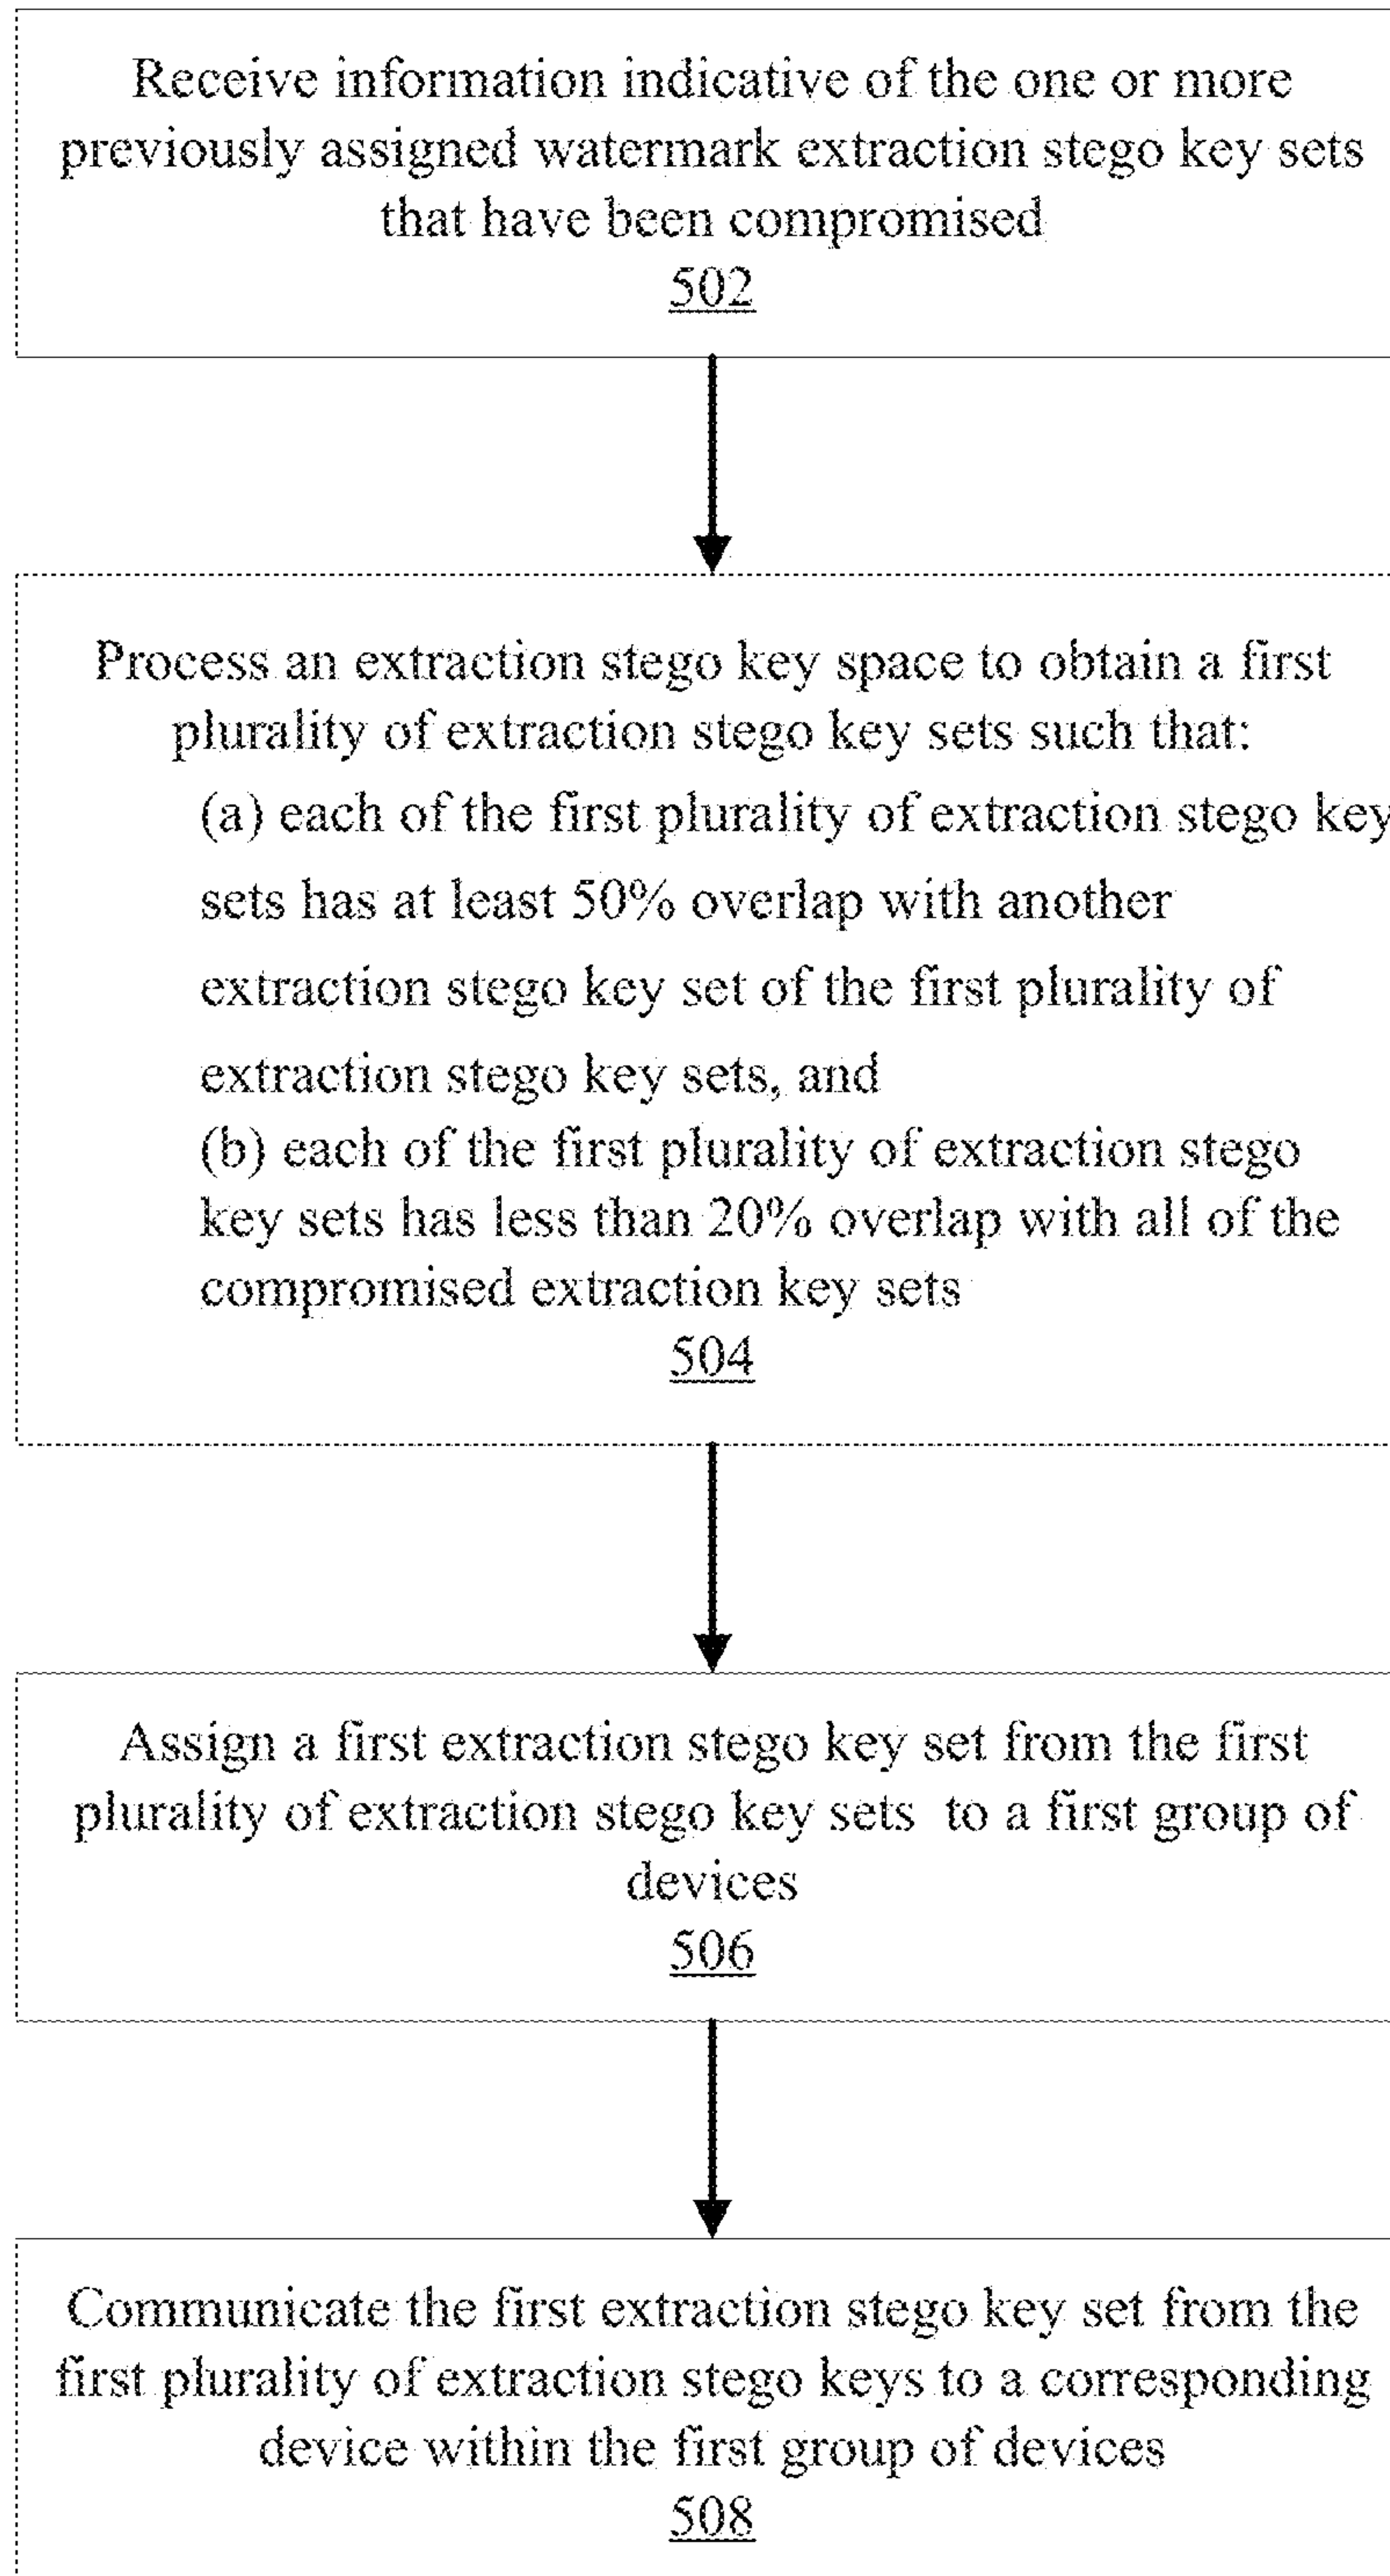 Receive information indicative of the one or more
previously assigned watermark extraction stego key sets
that have been compromised
502
Process an extraction stego key space to obtain a first
plurality of extraction stego key sets such that:
(a) each of the first plurality of extraction stego key
sets has at least 50% overlap with another
extraction stego key set of the first plurality of
extraction stego key sets, and
(b) each of the first plurality of extraction stego
key sets has less than 20% overlap with all of the
compromised extraction key sets
504
Assign a first extraction stego key set from the first
plurality of extraction stego key sets to a first group of
devices
506
Communicate the first extraction stego key set from the
first plurality of extraction stego keys to a corresponding
device within the first group of devices
508